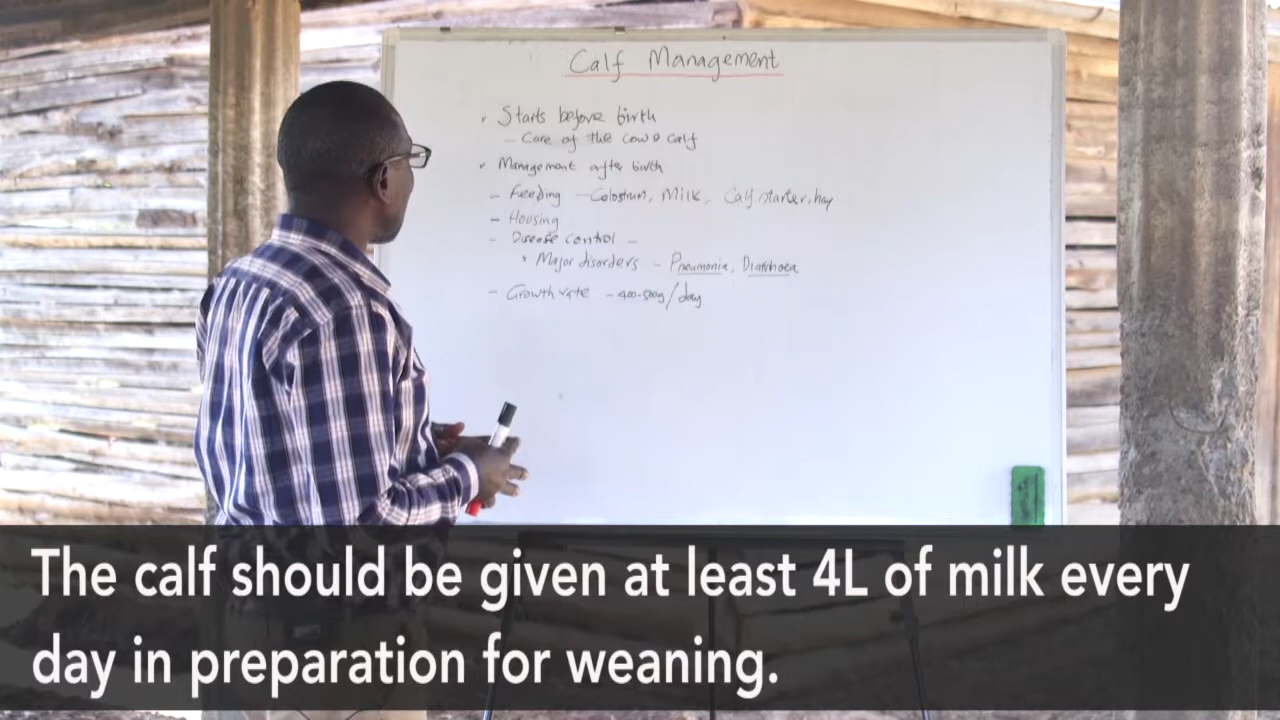 Calf Management
Starts before birth
- Care of the cow & calf
Management after birth
- Feeding - Colostrum, Milk, Calf starter, hay
- Housing
- Disease control -
* Major disorders - Pneumonia, Diarrhoea
- Growth rate - 400-500g/day
The calf should be given at least 4L of milk every
day in preparation for weaning.